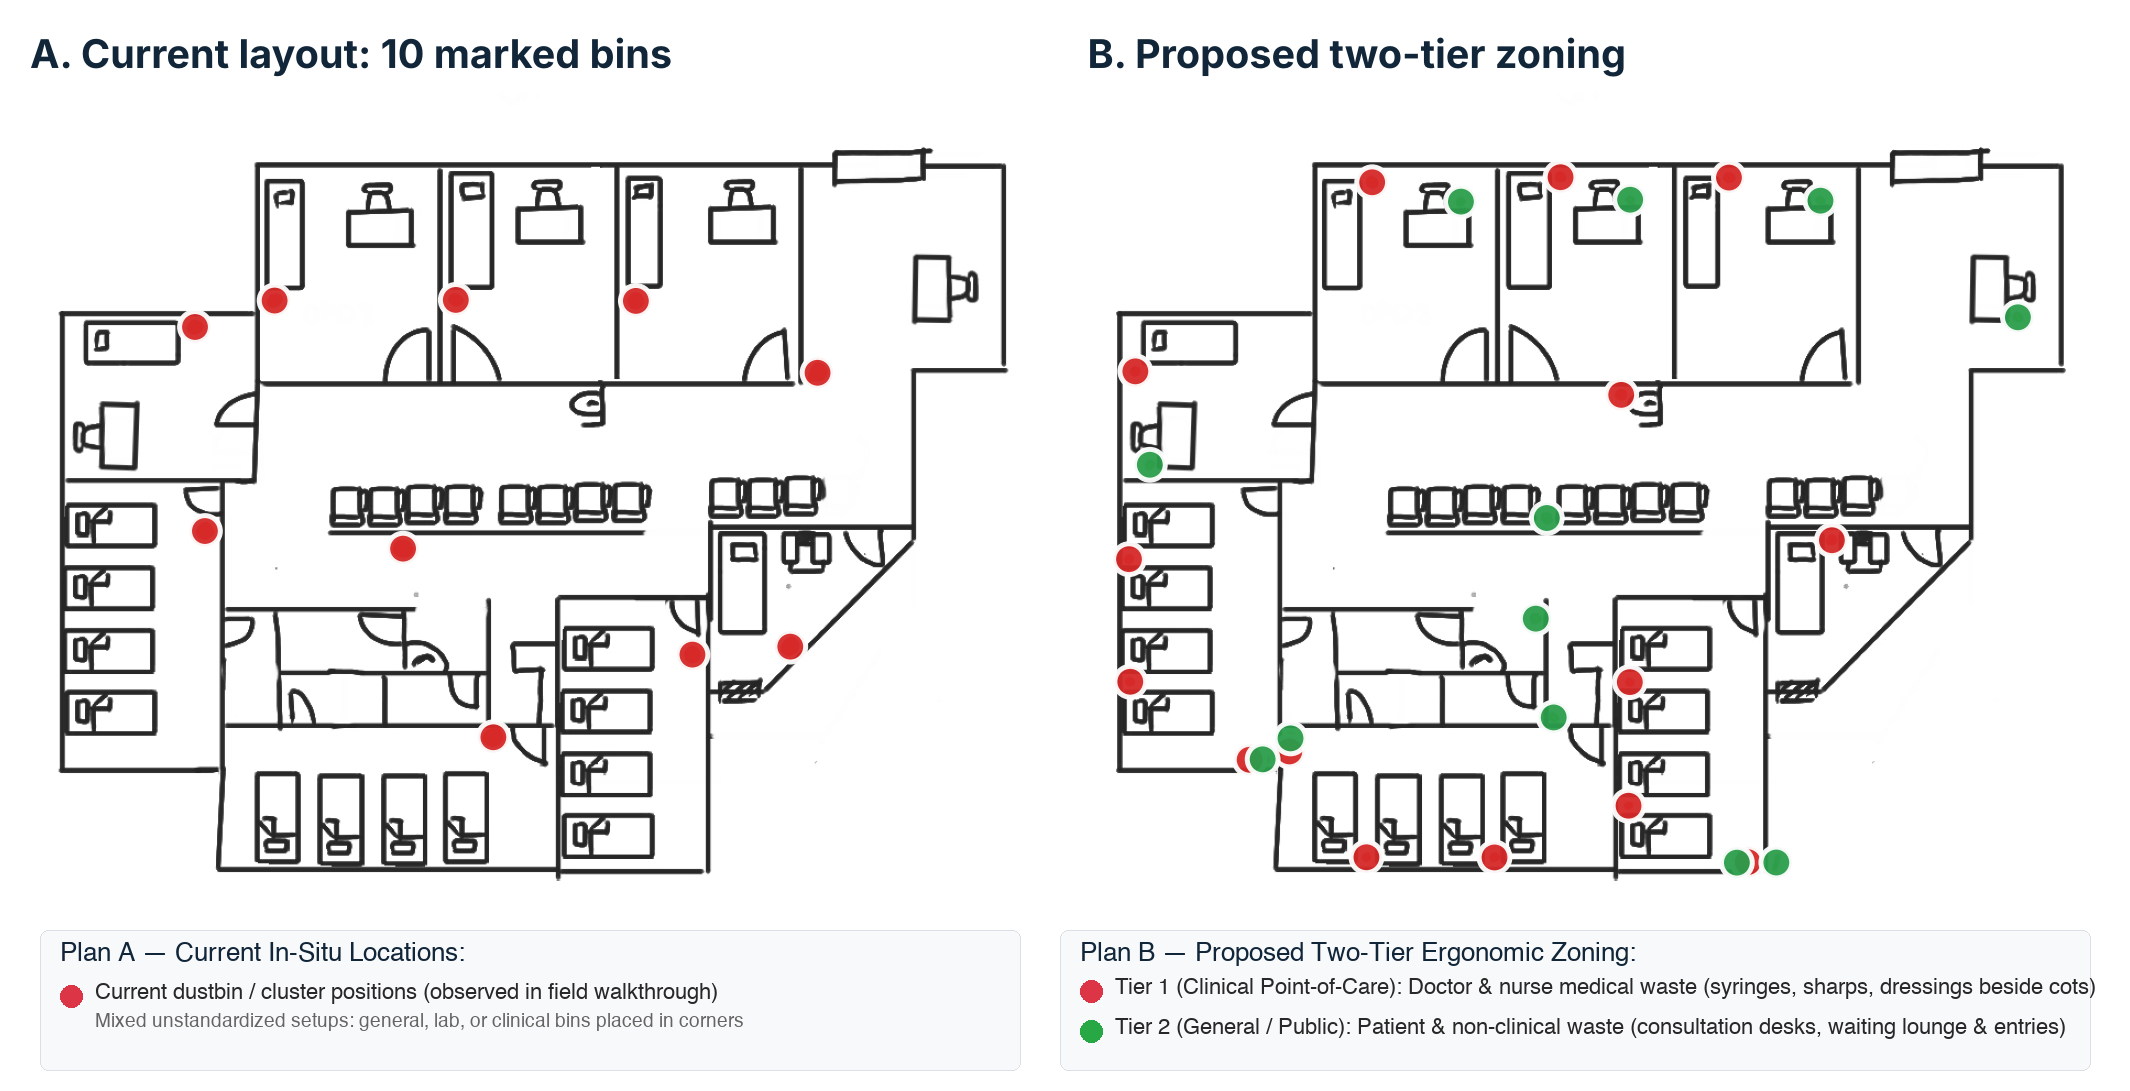 A. Current layout: 10 marked bins
B. Proposed two-tier zoning
Plan A — Current In-Situ Locations:
Current dustbin / cluster positions (observed in field walkthrough)
Mixed unstandardized setups: general, lab, or clinical bins placed in corners
Plan B — Proposed Two-Tier Ergonomic Zoning:
Tier 1 (Clinical Point-of-Care): Doctor & nurse medical waste (syringes, sharps, dressings beside cots)
Tier 2 (General / Public): Patient & non-clinical waste (consultation desks, waiting lounge & entries)